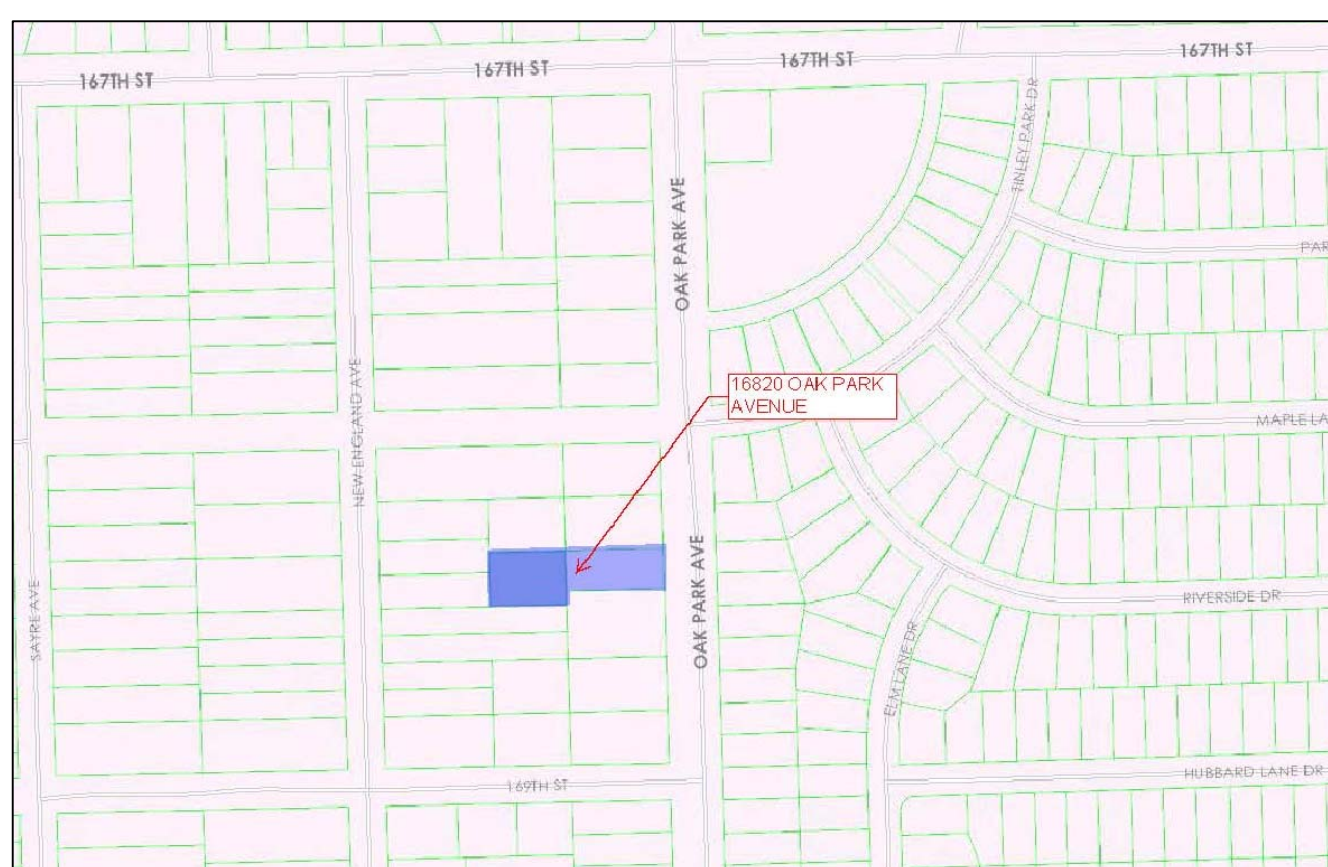 167TH ST
167TH ST
167TH ST
167TH ST
TINLEY PARK DR
OAK PARK AVE
PAR
16820 OAK PARK
AVENUE
NEW ENGLAND AVE
MAPLE LA
OAK PARK AVE
SAYRE AVE
RIVERSIDE DR
ELM LANE DR
169TH ST
HUBBARD LANE DR